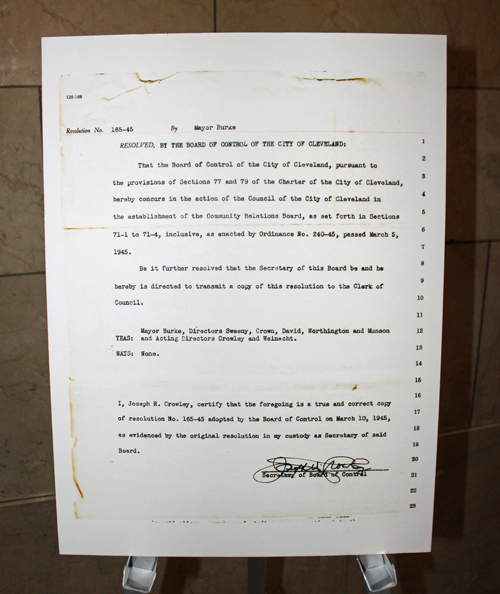 123-188
Resolution No. 165-45 By Mayor Burke
RESOLVED, BY THE BOARD OF CONTROL OF THE CITY OF CLEVELAND: 1
That the Board of Control of the City of Cleveland, pursuant 2
the provisions of Sections 77 and 79 of the Charter of the City of Cleveland, 3
hereby concurs in the action of the Council of the City of Cleveland in 4
the establishment of the Community Relations Board, as set forth in Sections 5
71-1 to 71-4, inclusive, as enacted by Ordinance No. 240-45, passed March 5, 6
1945. 7
Be it further resolved that the Secretary of this Board be and he 8
hereby is directed to transmit a copy of this resolution to the Clerk of 9
Council. 10
11
Mayor Burke, Directors Sweeny, Crown, David, Worthington and Munson 12
YEAS: and Acting Directors Crowley and Weinacht.
13
NAYS: None.
14
15
16
I, Joseph H. Crowley, certify that the foregoing is a true and correct copy
17
of resolution No. 165-45 adopted by the Board of Control on March 10, 1945,
18
as evidenced by the original resolution in my custody as Secretary of said
19
Board.
20
Secretary of Board of Control 21
22
23